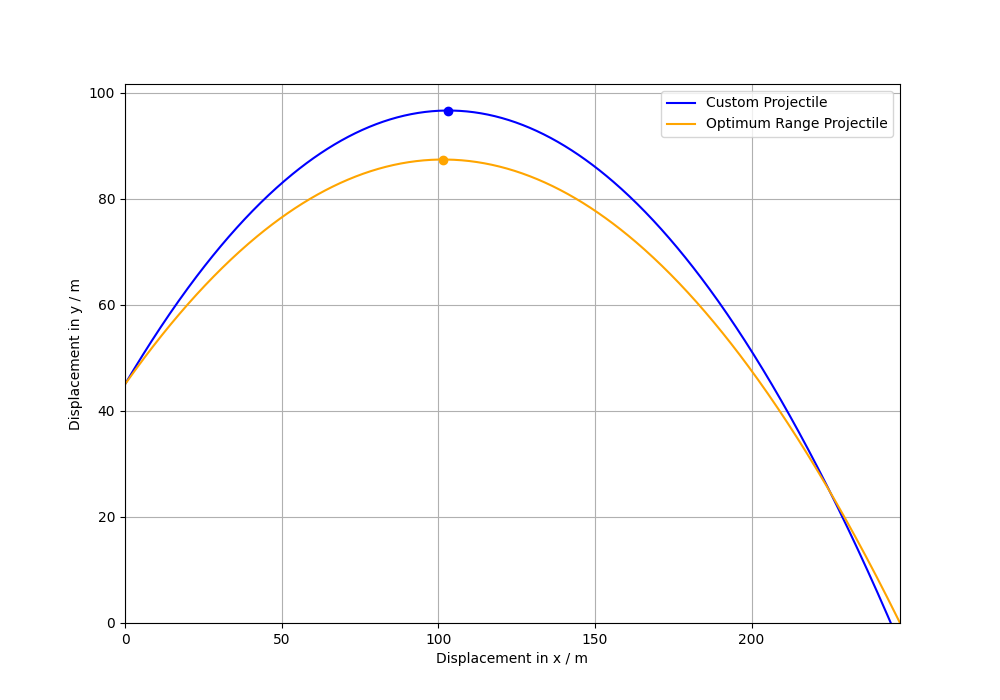 Custom Projectile
Optimum Range Projectile
Displacement in y / m
100
80
60
40
20
0
0 50 100 150 200
Displacement in x / m